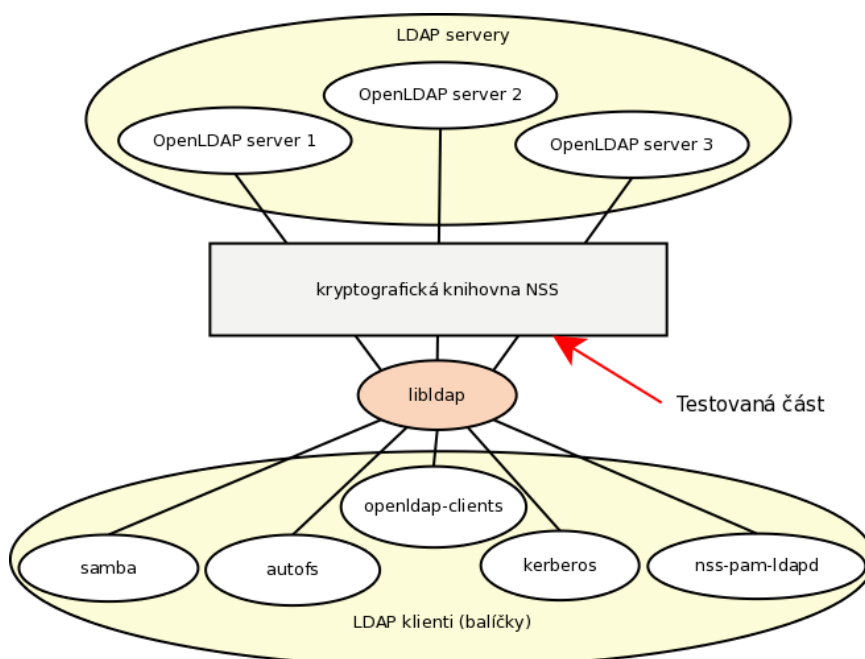 LDAP servery
OpenLDAP server 2
OpenLDAP server 1
OpenLDAP server 3
kryptografická knihovna NSS
libldap
Testovaná část
openldap-clients
samba
autofs
kerberos
nss-pam-ldapd
LDAP klienti (balíčky)